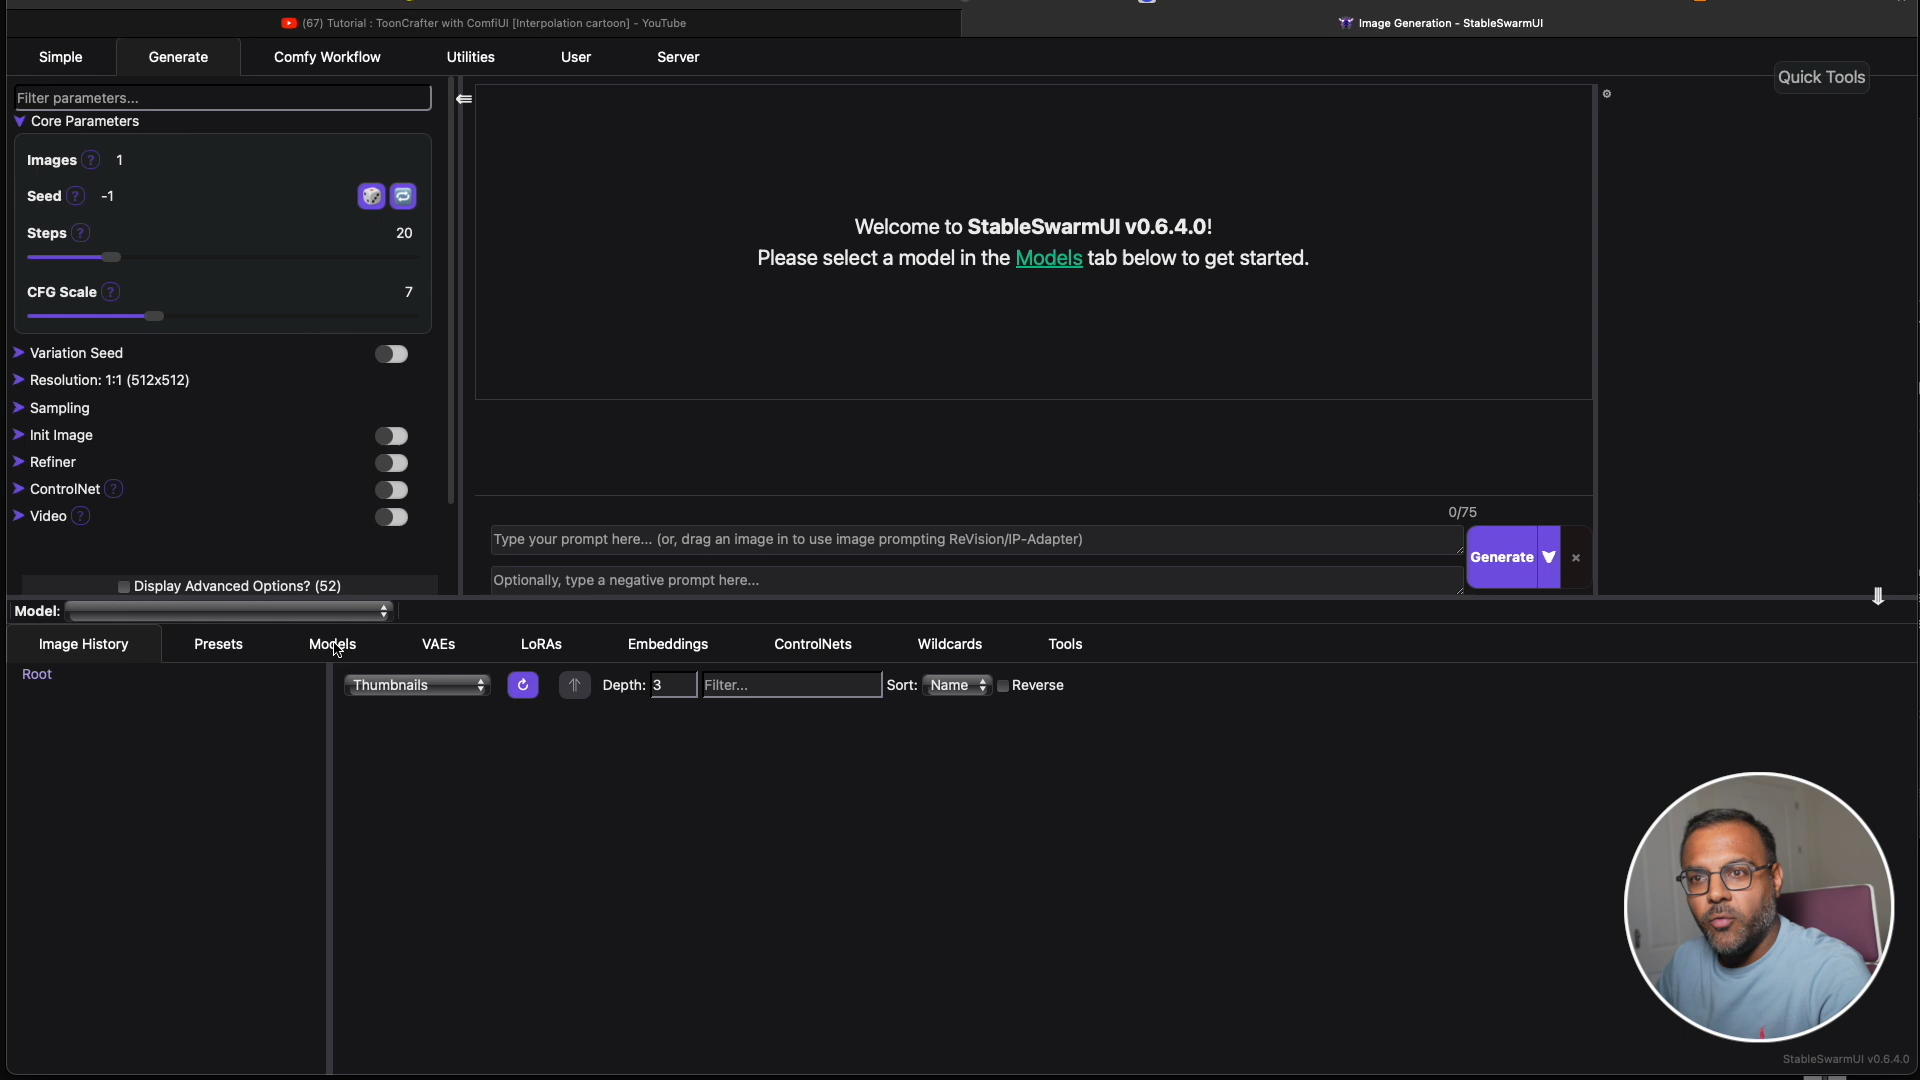 (67) Tutorial : ToonCrafter with ComfiUI [Interpolation cartoon] - YouTube
Image Generation - StableSwarmUI
Simple
Generate
Comfy Workflow
Utilities
User
Server
Quick Tools
Filter parameters...
Core Parameters
Images ? 1
Seed ? -1
Steps ? 20
CFG Scale ? 7
Variation Seed
Resolution: 1:1 (512x512)
Sampling
Init Image
Refiner
ControlNet ?
Video ?
Display Advanced Options? (52)
Welcome to StableSwarmUI v0.6.4.0!
Please select a model in the Models tab below to get started.
0/75
Type your prompt here... (or, drag an image in to use image prompting ReVision/IP-Adapter)
Optionally, type a negative prompt here...
Generate
Model:
Image History
Presets
Models
VAEs
LoRAs
Embeddings
ControlNets
Wildcards
Tools
Root
Thumbnails
Depth: 3
Filter...
Sort: Name
Reverse
StableSwarmUI v0.6.4.0